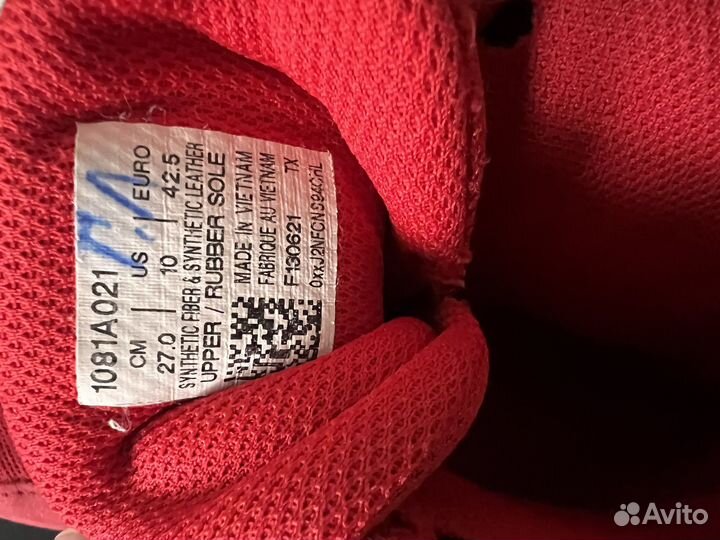 1081A021
CM | US | EURO
27.0 | 10 | 42.5
SYNTHETIC FIBER & SYNTHETIC LEATHER
UPPER / RUBBER SOLE
MADE IN VIETNAM
FABRIQUE AU VIETNAM
F130621 TX
Avito